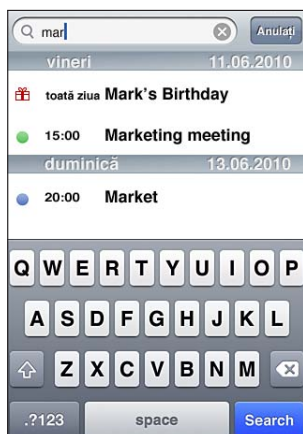 mar Anulați
vineri 11.06.2010
toată ziua Mark's Birthday
15:00 Marketing meeting
duminică 13.06.2010
20:00 Market
Q W E R T Y U I O P
A S D F G H J K L
Z X C V B N M
.?123 space Search